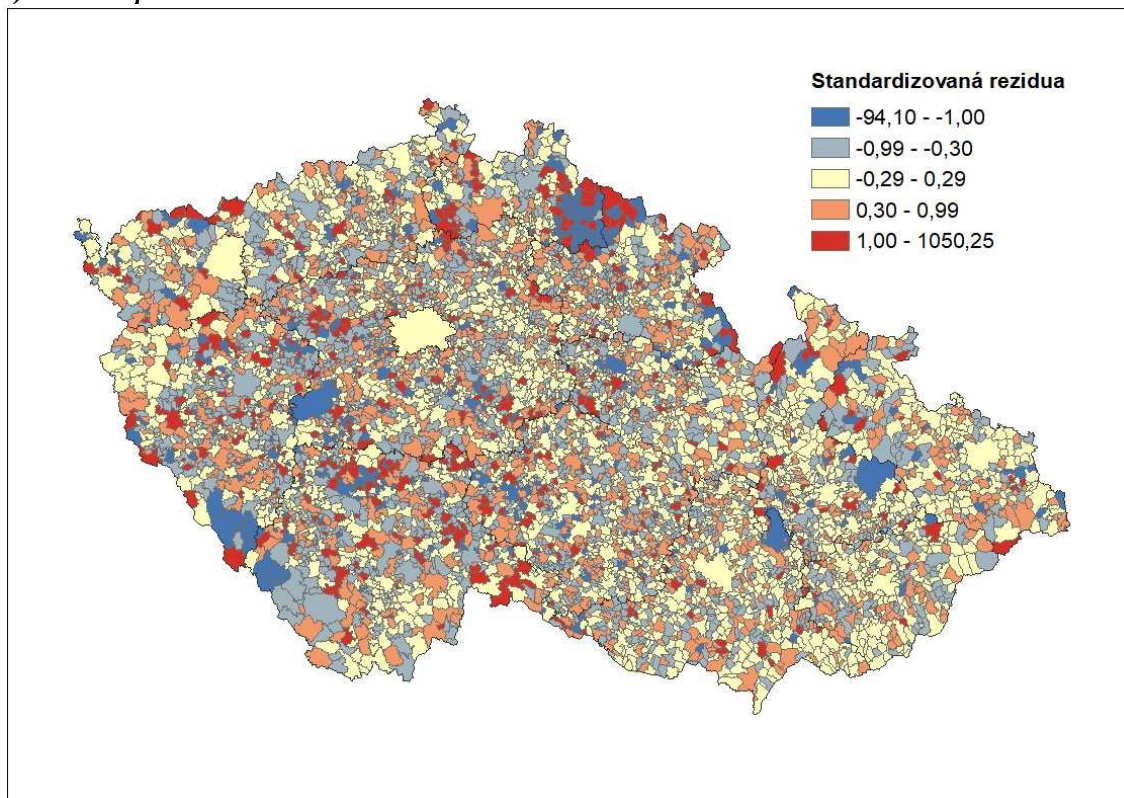 Standardizovaná rezidua
-94,10 - -1,00
-0,99 - -0,30
-0,29 - 0,29
0,30 - 0,99
1,00 - 1050,25